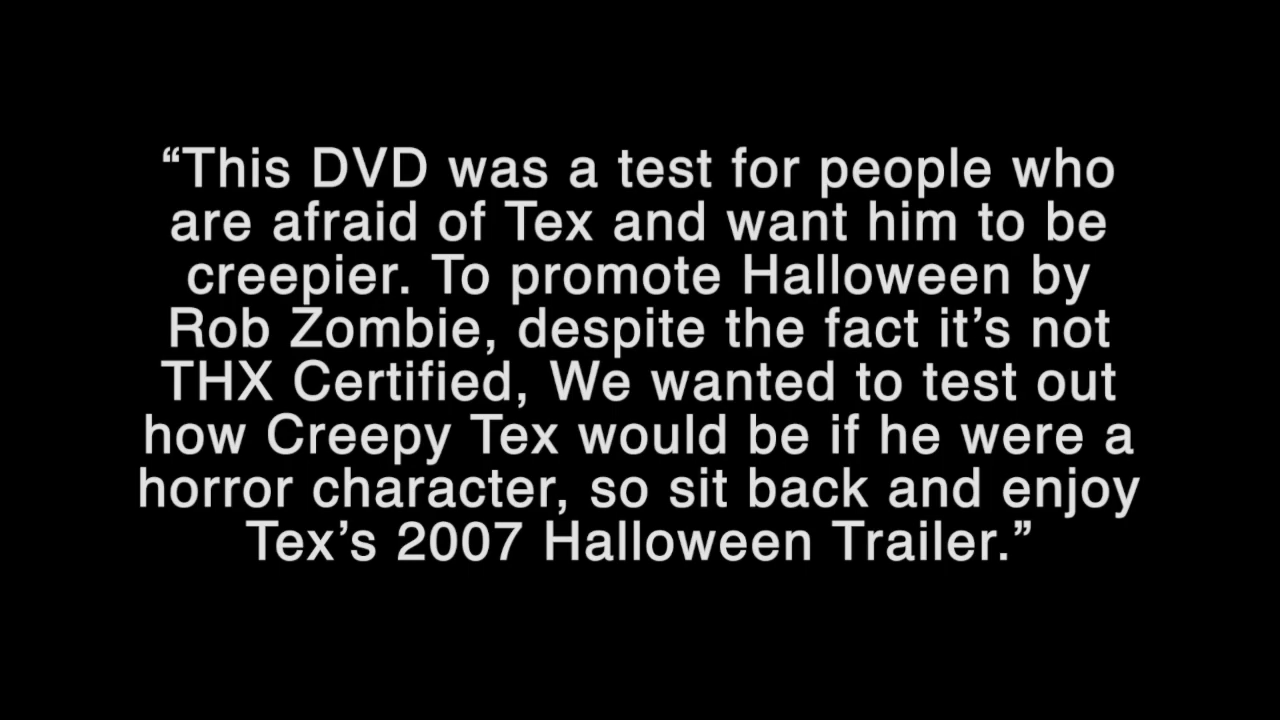 “This DVD was a test for people who
are afraid of Tex and want him to be
creepier. To promote Halloween by
Rob Zombie, despite the fact it’s not
THX Certified, We wanted to test out
how Creepy Tex would be if he were a
horror character, so sit back and enjoy
Tex’s 2007 Halloween Trailer.”